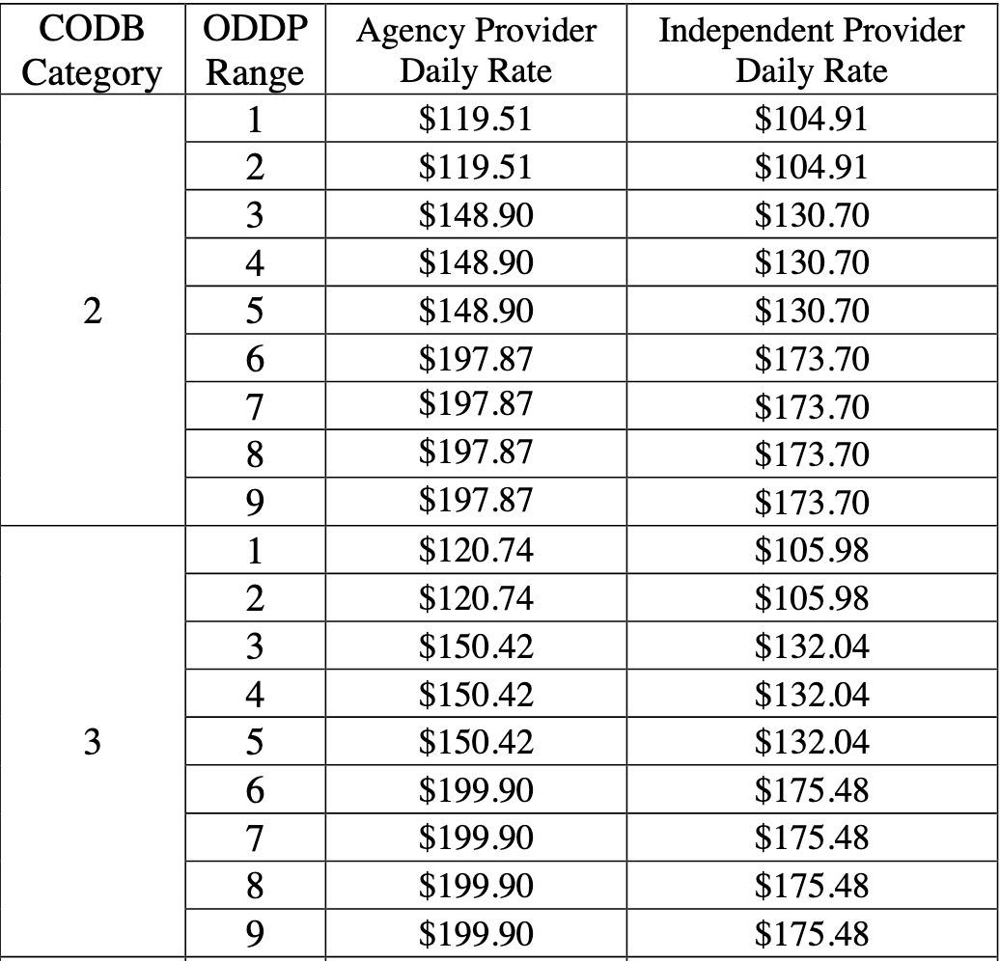 CODB Category | ODDP Range | Agency Provider Daily Rate | Independent Provider Daily Rate
2 | 1 | $119.51 | $104.91
2 | $119.51 | $104.91
3 | $148.90 | $130.70
4 | $148.90 | $130.70
5 | $148.90 | $130.70
6 | $197.87 | $173.70
7 | $197.87 | $173.70
8 | $197.87 | $173.70
9 | $197.87 | $173.70
3 | 1 | $120.74 | $105.98
2 | $120.74 | $105.98
3 | $150.42 | $132.04
4 | $150.42 | $132.04
5 | $150.42 | $132.04
6 | $199.90 | $175.48
7 | $199.90 | $175.48
8 | $199.90 | $175.48
9 | $199.90 | $175.48